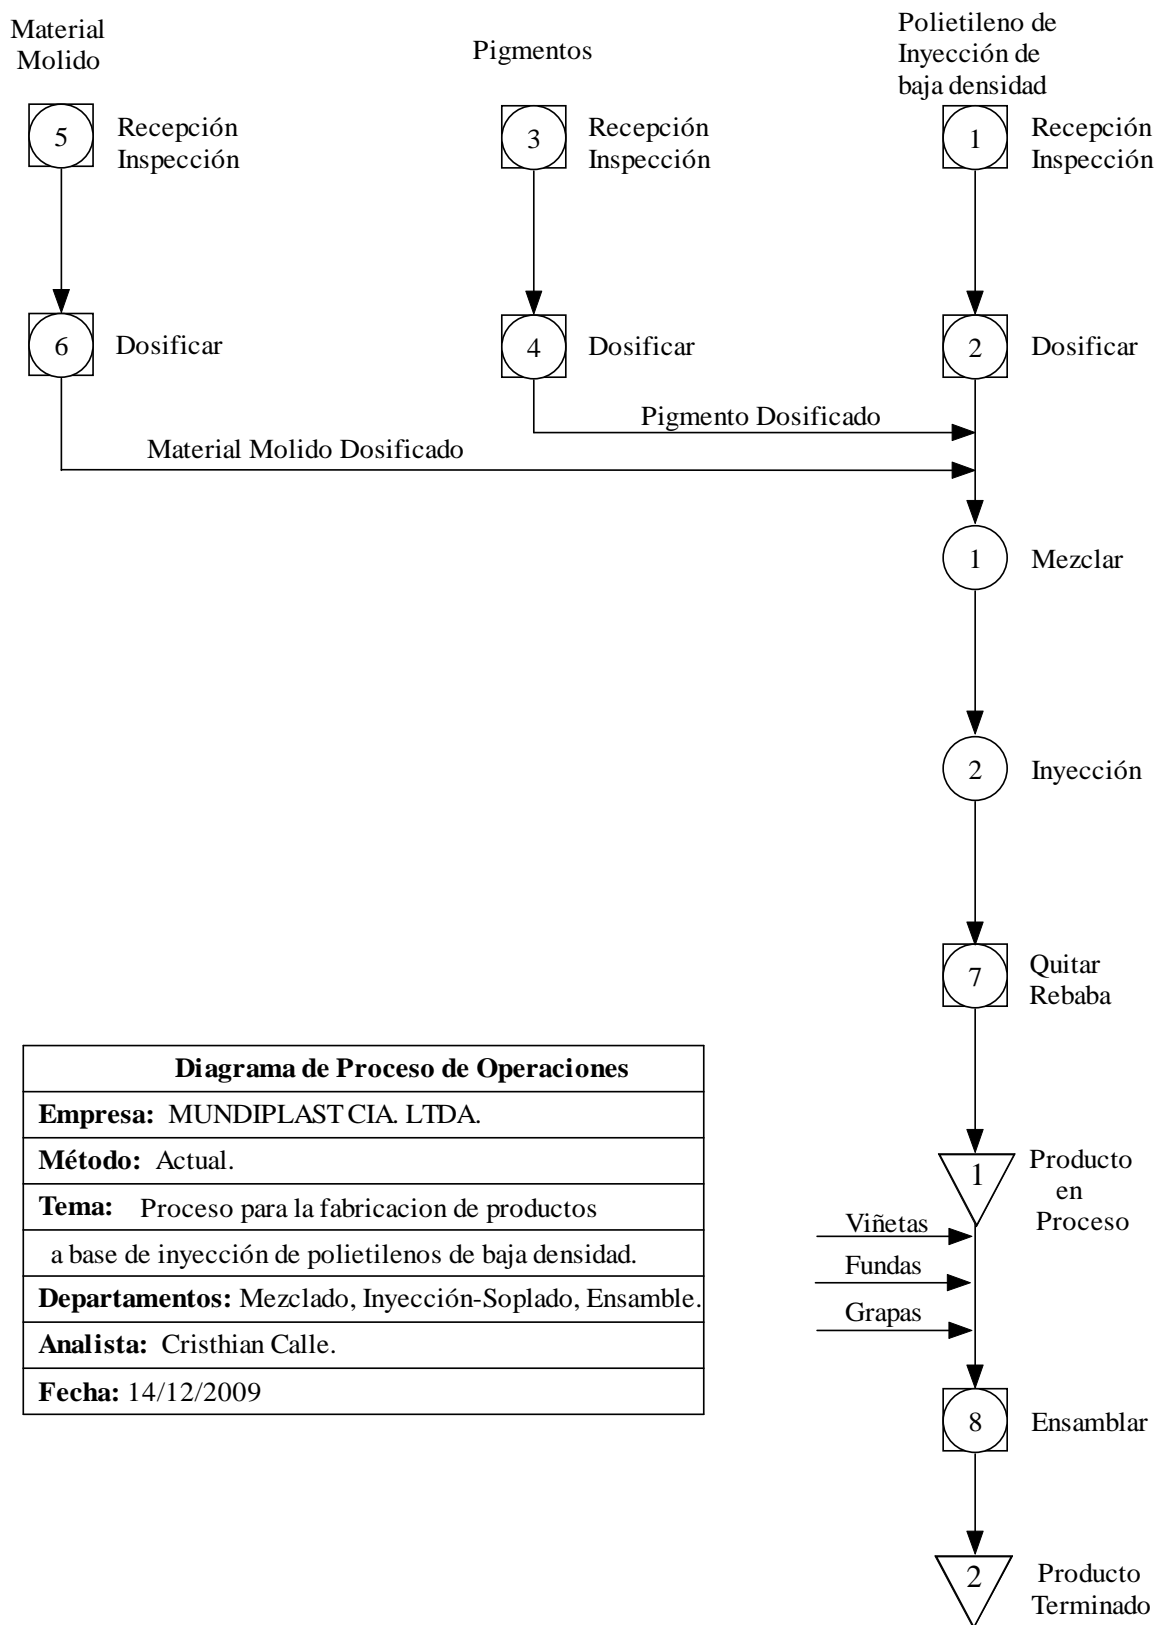 Material
Molido
Pigmentos
Polietileno de
Inyección de
baja densidad
5
Recepción
Inspección
3
Recepción
Inspección
1
Recepción
Inspección
6
Dosificar
4
Dosificar
2
Dosificar
Pigmento Dosificado
Material Molido Dosificado
1
Mezclar
2
Inyección
7
Quitar
Rebaba
1
Producto
en
Proceso
Viñetas
Fundas
Grapas
8
Ensamblar
2
Producto
Terminado
Diagrama de Proceso de Operaciones
Empresa: MUNDIPLAST CIA. LTDA.
Método: Actual.
Tema: Proceso para la fabricacion de productos
a base de inyección de polietilenos de baja densidad.
Departamentos: Mezclado, Inyección-Soplado, Ensamble.
Analista: Cristhian Calle.
Fecha: 14/12/2009